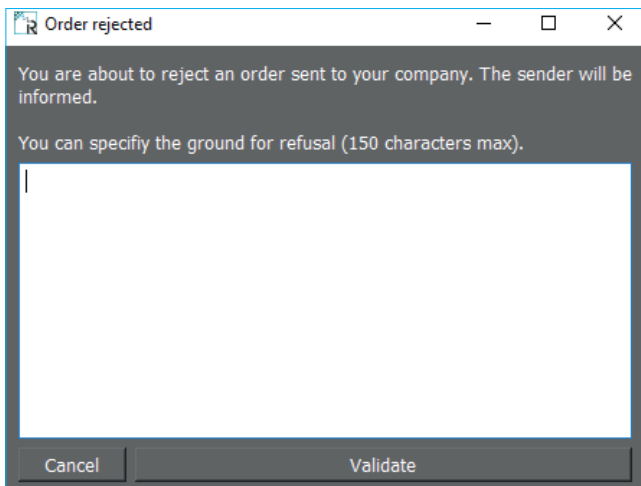 Order rejected
You are about to reject an order sent to your company. The sender will be
informed.
You can specifiy the ground for refusal (150 characters max).
Cancel
Validate